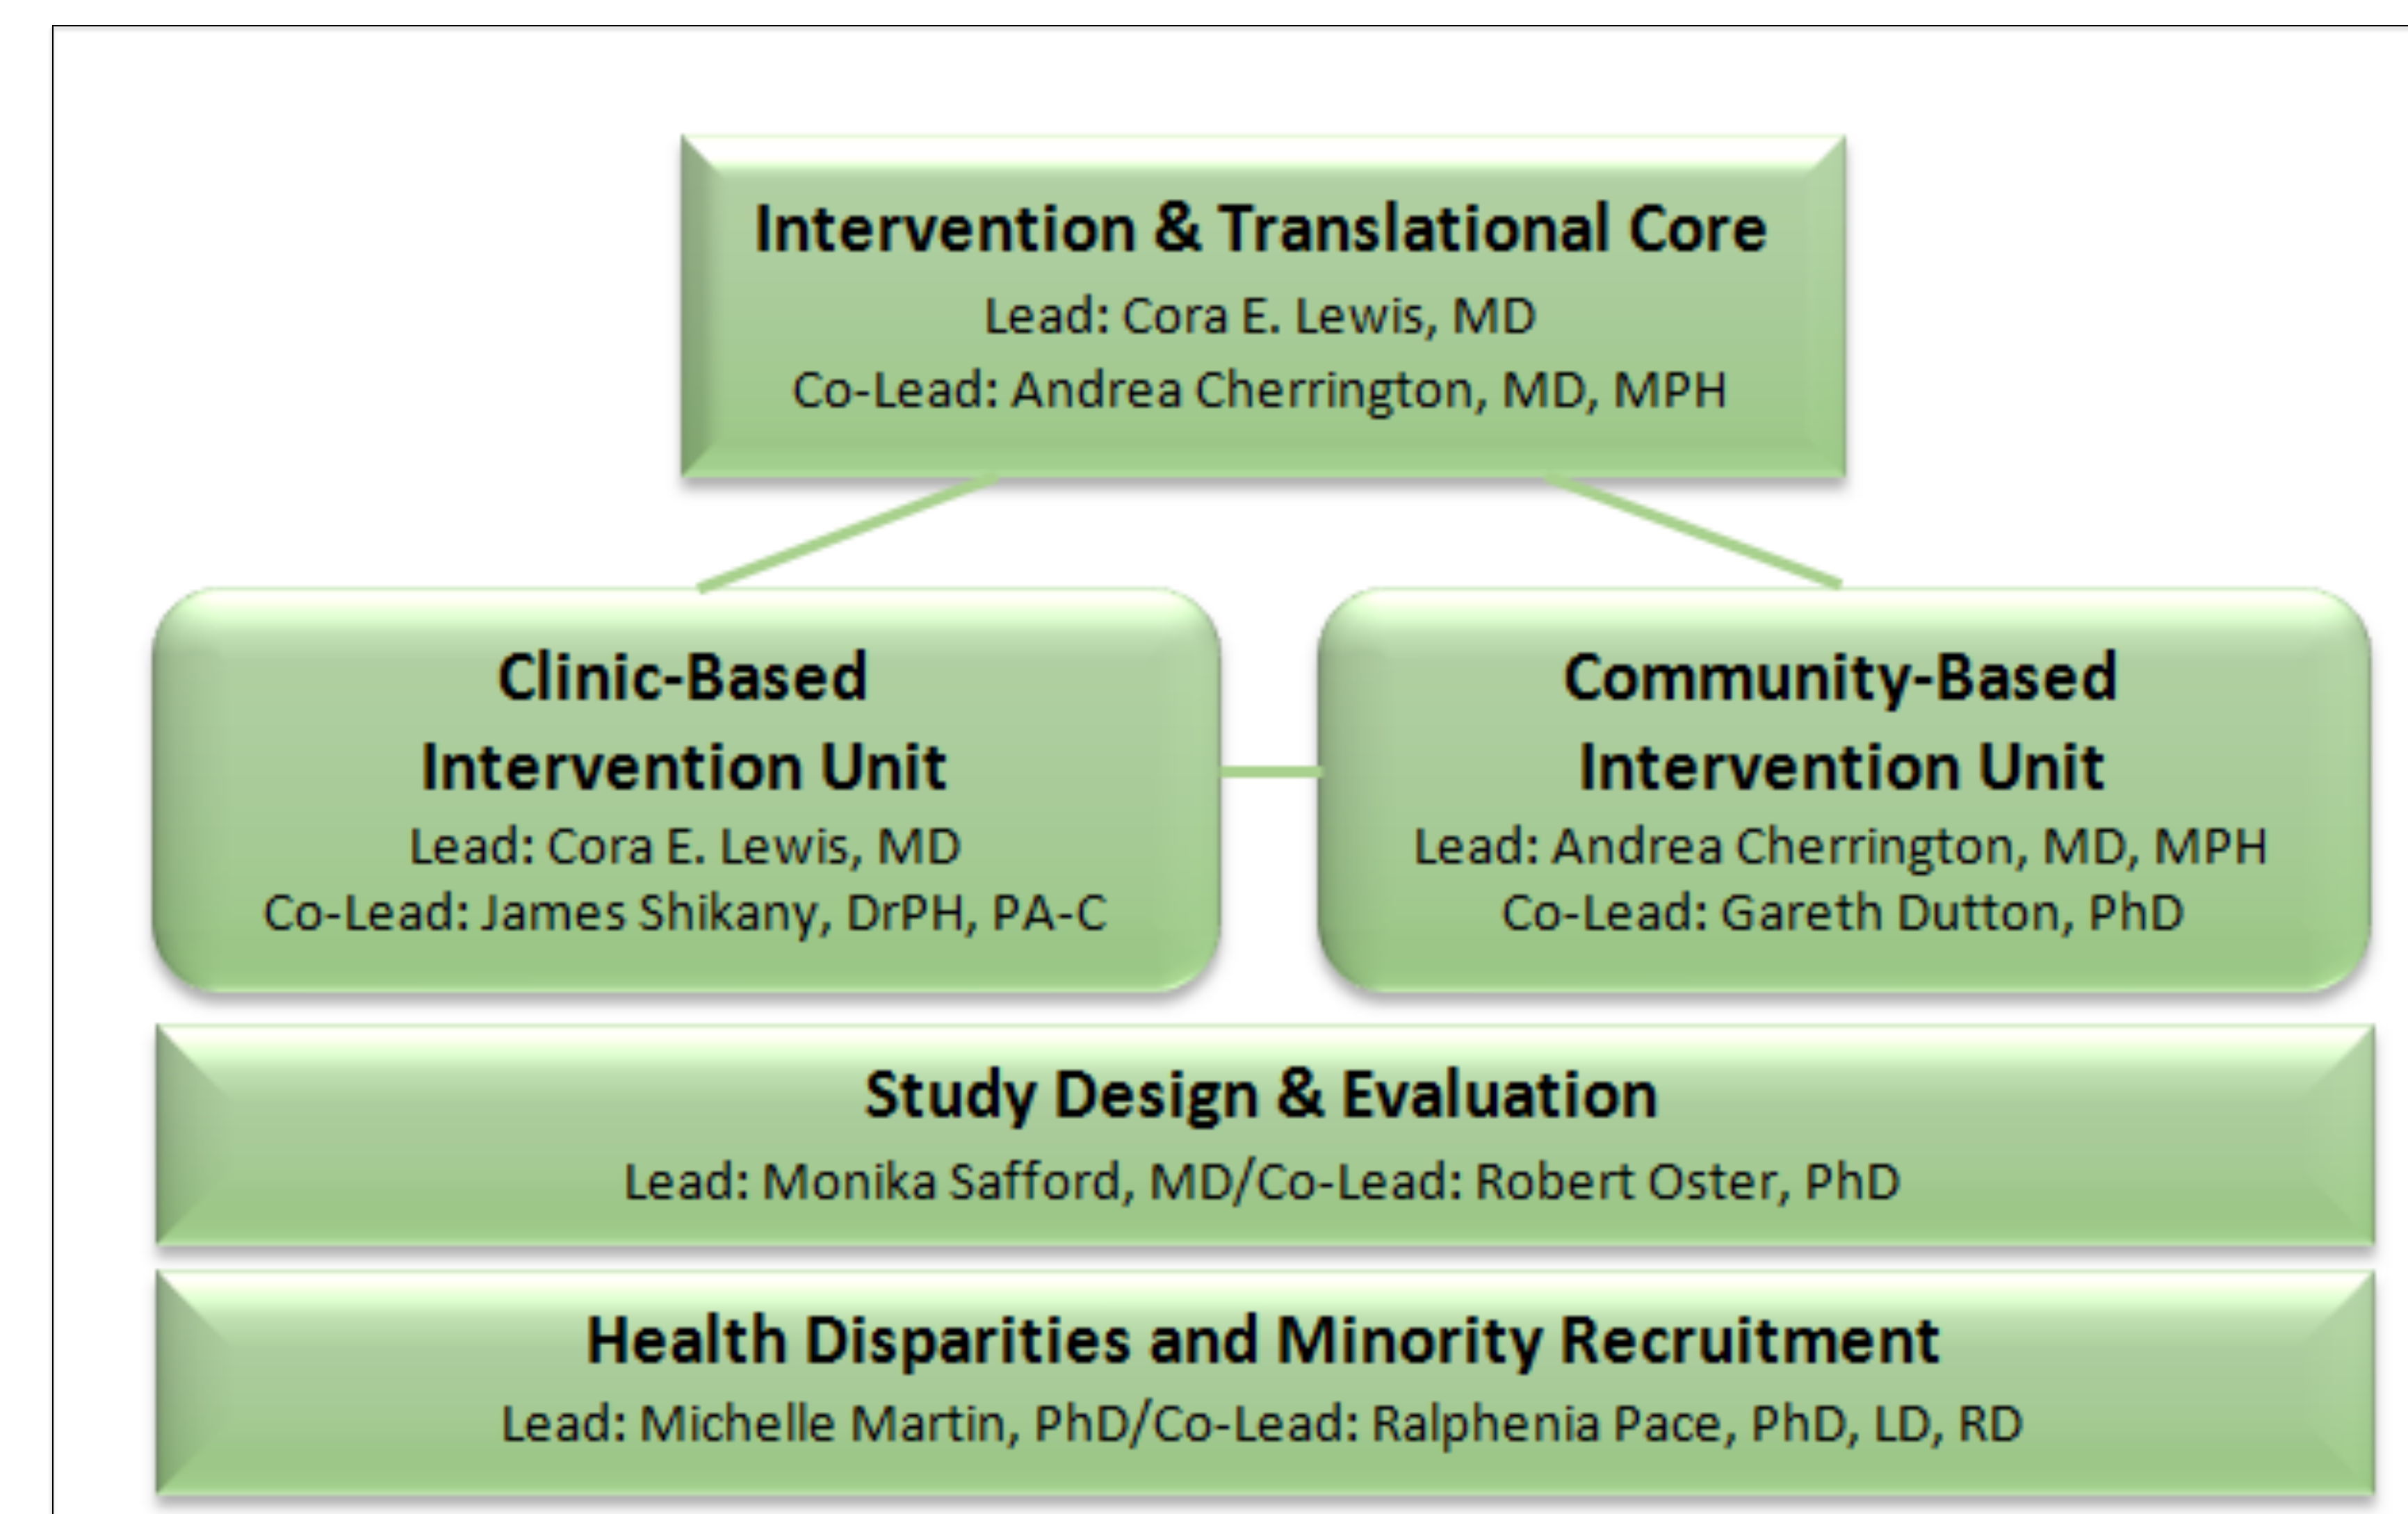 Intervention & Translational Core
Lead: Cora E. Lewis, MD
Co-Lead: Andrea Cherrington, MD, MPH
Clinic-Based
Intervention Unit
Lead: Cora E. Lewis, MD
Co-Lead: James Shikany, DrPH, PA-C
Community-Based
Intervention Unit
Lead: Andrea Cherrington, MD, MPH
Co-Lead: Gareth Dutton, PhD
Study Design & Evaluation
Lead: Monika Safford, MD/Co-Lead: Robert Oster, PhD
Health Disparities and Minority Recruitment
Lead: Michelle Martin, PhD/Co-Lead: Ralphenia Pace, PhD, LD, RD